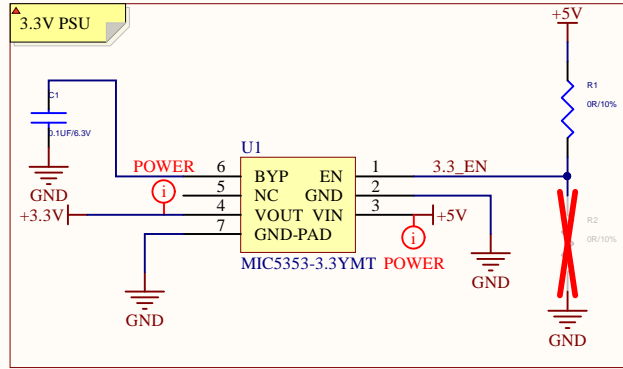 3.3V PSU
+5V
C1
0.1UF/6.3V
GND
R1
0R/10%
U1
POWER
i
6 BYP EN 1 3.3_EN
5 NC GND 2
+3.3V 4 VOUT VIN 3 +5V
7 GND-PAD
i
MIC5353-3.3YMT POWER
R2
0R/10%
GND
GND
GND